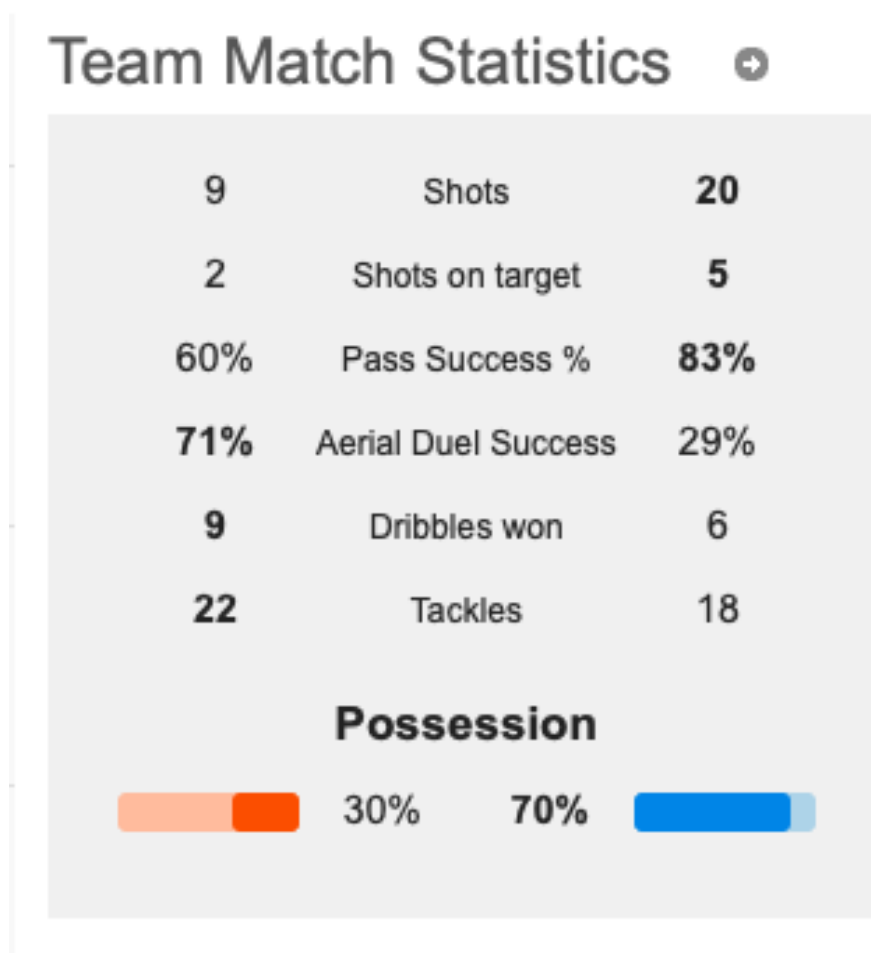 Team Match Statistics
9 Shots 20
2 Shots on target 5
60% Pass Success % 83%
71% Aerial Duel Success 29%
9 Dribbles won 6
22 Tackles 18
Possession
30% 70%